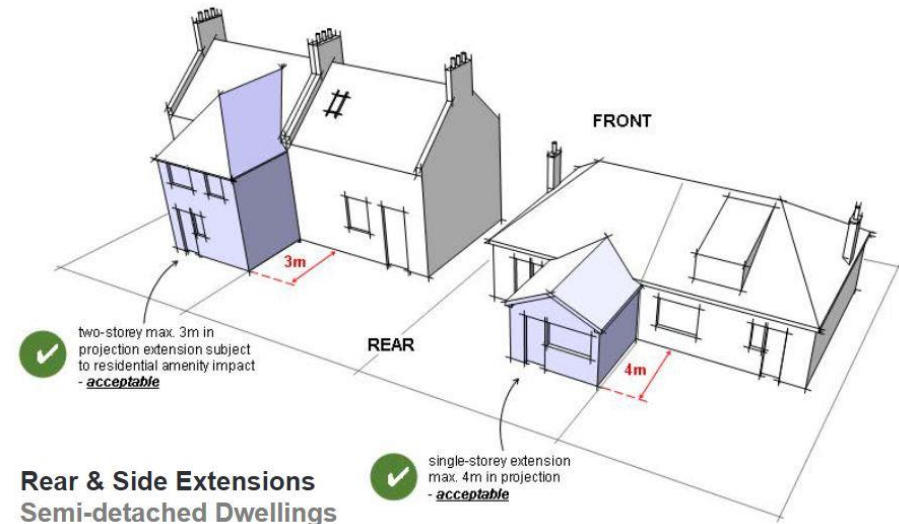 FRONT
3m
two-storey max. 3m in
projection extension subject
to residential amenity impact
- acceptable
REAR
4m
single-storey extension
max. 4m in projection
- acceptable
Rear & Side Extensions
Semi-detached Dwellings